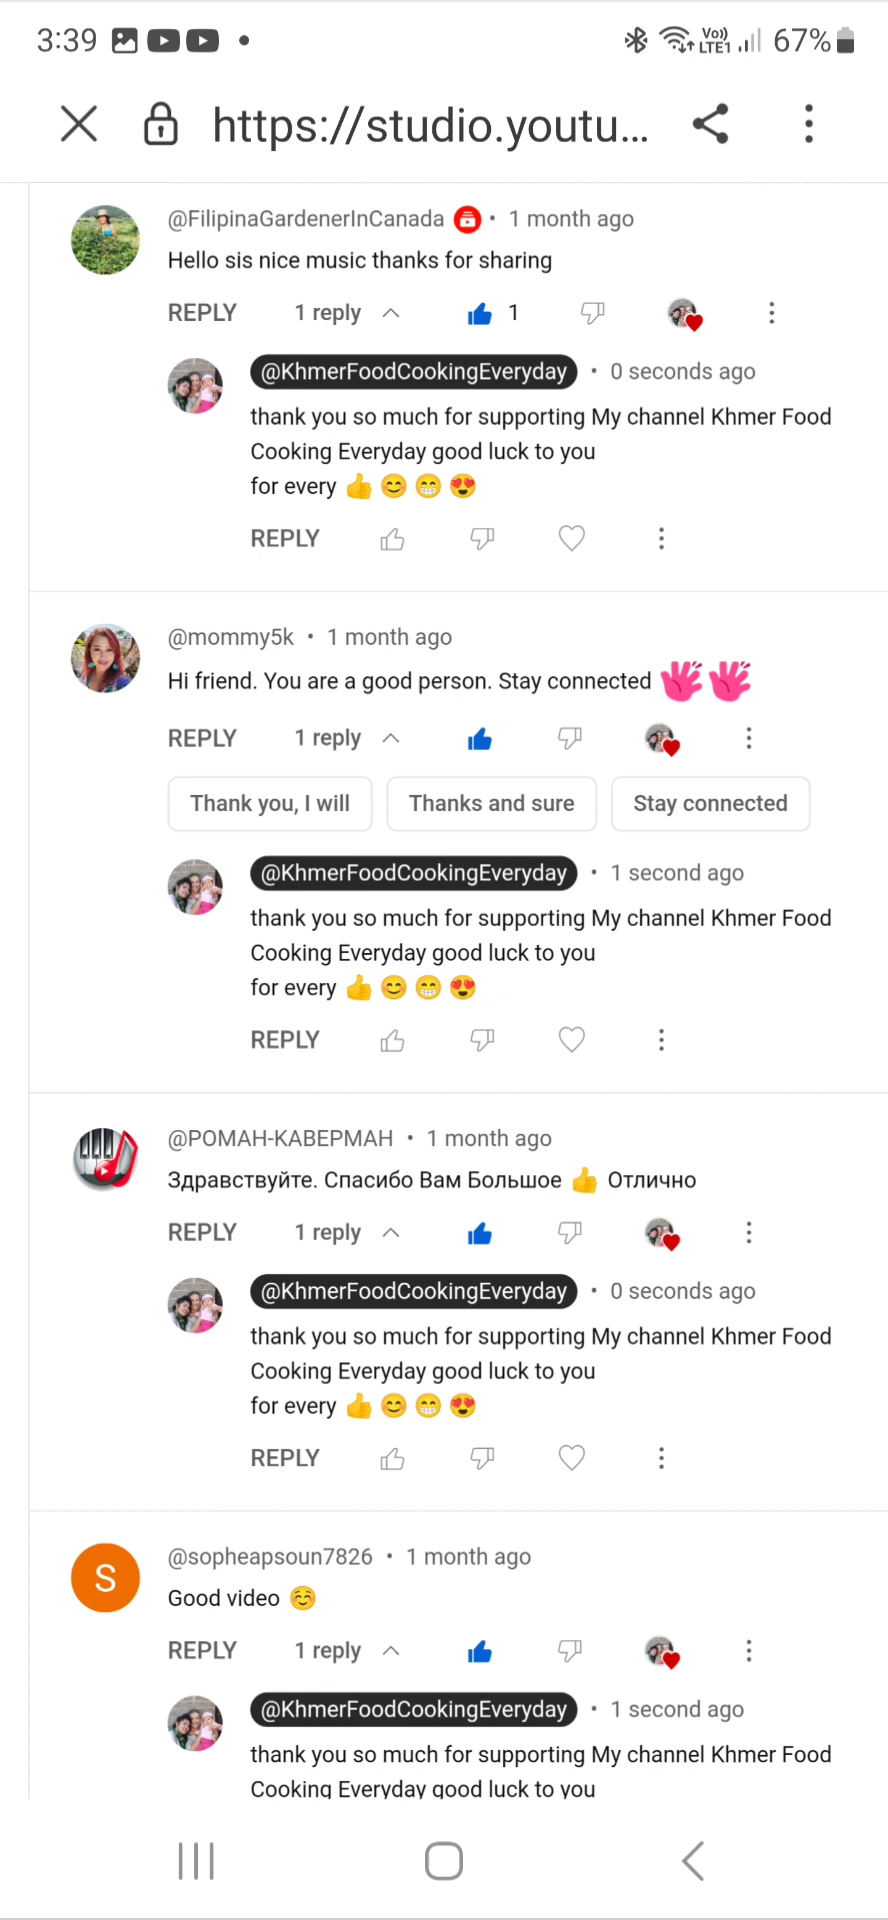 3:39
Vo))
LTE1
67%
https://studio.youtu...
@FilipinaGardenerInCanada • 1 month ago
Hello sis nice music thanks for sharing
REPLY 1 reply 1
@KhmerFoodCookingEveryday • 0 seconds ago
thank you so much for supporting My channel Khmer Food
Cooking Everyday good luck to you
for every 👍😊😁😍
REPLY
@mommy5k • 1 month ago
Hi friend. You are a good person. Stay connected
REPLY 1 reply
Thank you, I will Thanks and sure Stay connected
@KhmerFoodCookingEveryday • 1 second ago
thank you so much for supporting My channel Khmer Food
Cooking Everyday good luck to you
for every 👍😊😁😍
REPLY
@РОМАН-КАВЕРМАН • 1 month ago
Здравствуйте. Спасибо Вам Большое 👍 Отлично
REPLY 1 reply
@KhmerFoodCookingEveryday • 0 seconds ago
thank you so much for supporting My channel Khmer Food
Cooking Everyday good luck to you
for every 👍😊😁😍
REPLY
S
@sopheapsoun7826 • 1 month ago
Good video ☺️
REPLY 1 reply
@KhmerFoodCookingEveryday • 1 second ago
thank you so much for supporting My channel Khmer Food
Cooking Everyday good luck to you